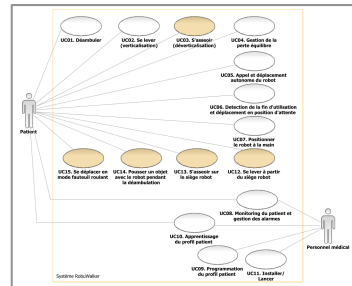 UC01. Déambuler
UC02. Se lever
(verticalisation)
UC03. S'asseoir
(déverticalisation)
UC04. Gestion de la
perte équilibre
UC05. Appel et déplacement
autonome du robot
UC06. Detection de la fin d'utilisation
et déplacement en position d'attente
Patient
UC07. Positionner
le robot à la main
UC15. Se déplacer en
mode fauteuil roulant
UC14. Pousser un objet
avec le robot pendant
la déambulation
UC13. S'asseoir sur
le siège robot
UC12. Se lever à partir
du siège robot
UC08. Monitoring du patient et
gestion des alarmes
UC10. Apprentissage
du profil patient
Personnel médical
UC09. Programmation
du profil patient
UC11. Installer/
Lancer
Système RobuWalker